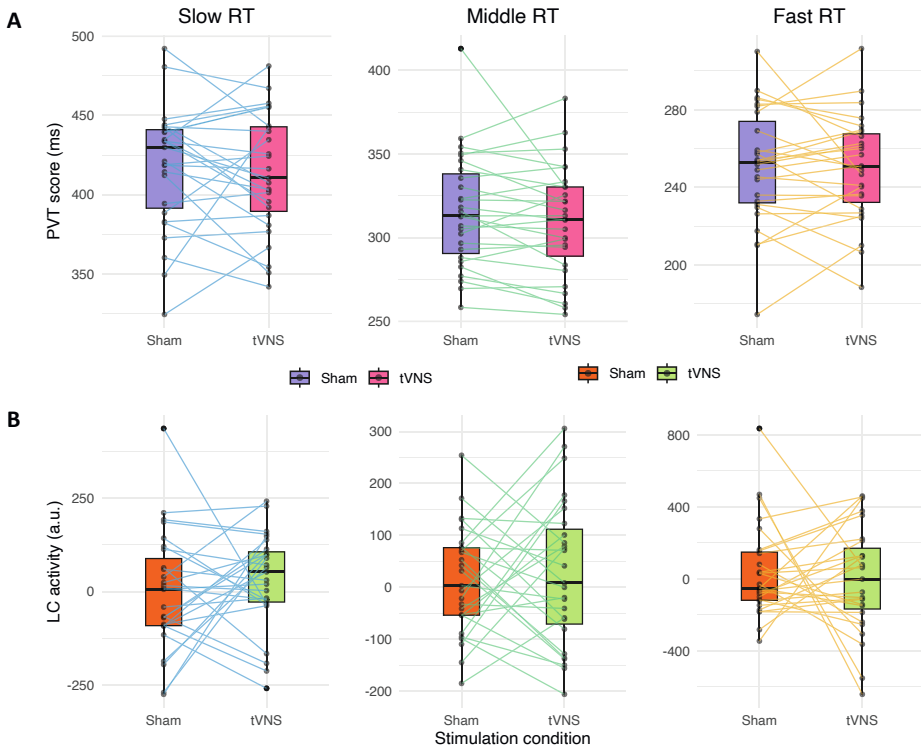 A
Slow RT
Middle RT
Fast RT
PVT score (ms)
500
450
400
350
400
350
300
250
280
240
200
Sham
tVNS
Sham
tVNS
Sham
tVNS
Sham
tVNS
Sham
tVNS
B
LC activity (a.u.)
250
0
-250
300
200
100
0
-100
-200
800
400
0
-400
Sham
tVNS
Sham
tVNS
Sham
tVNS
Stimulation condition